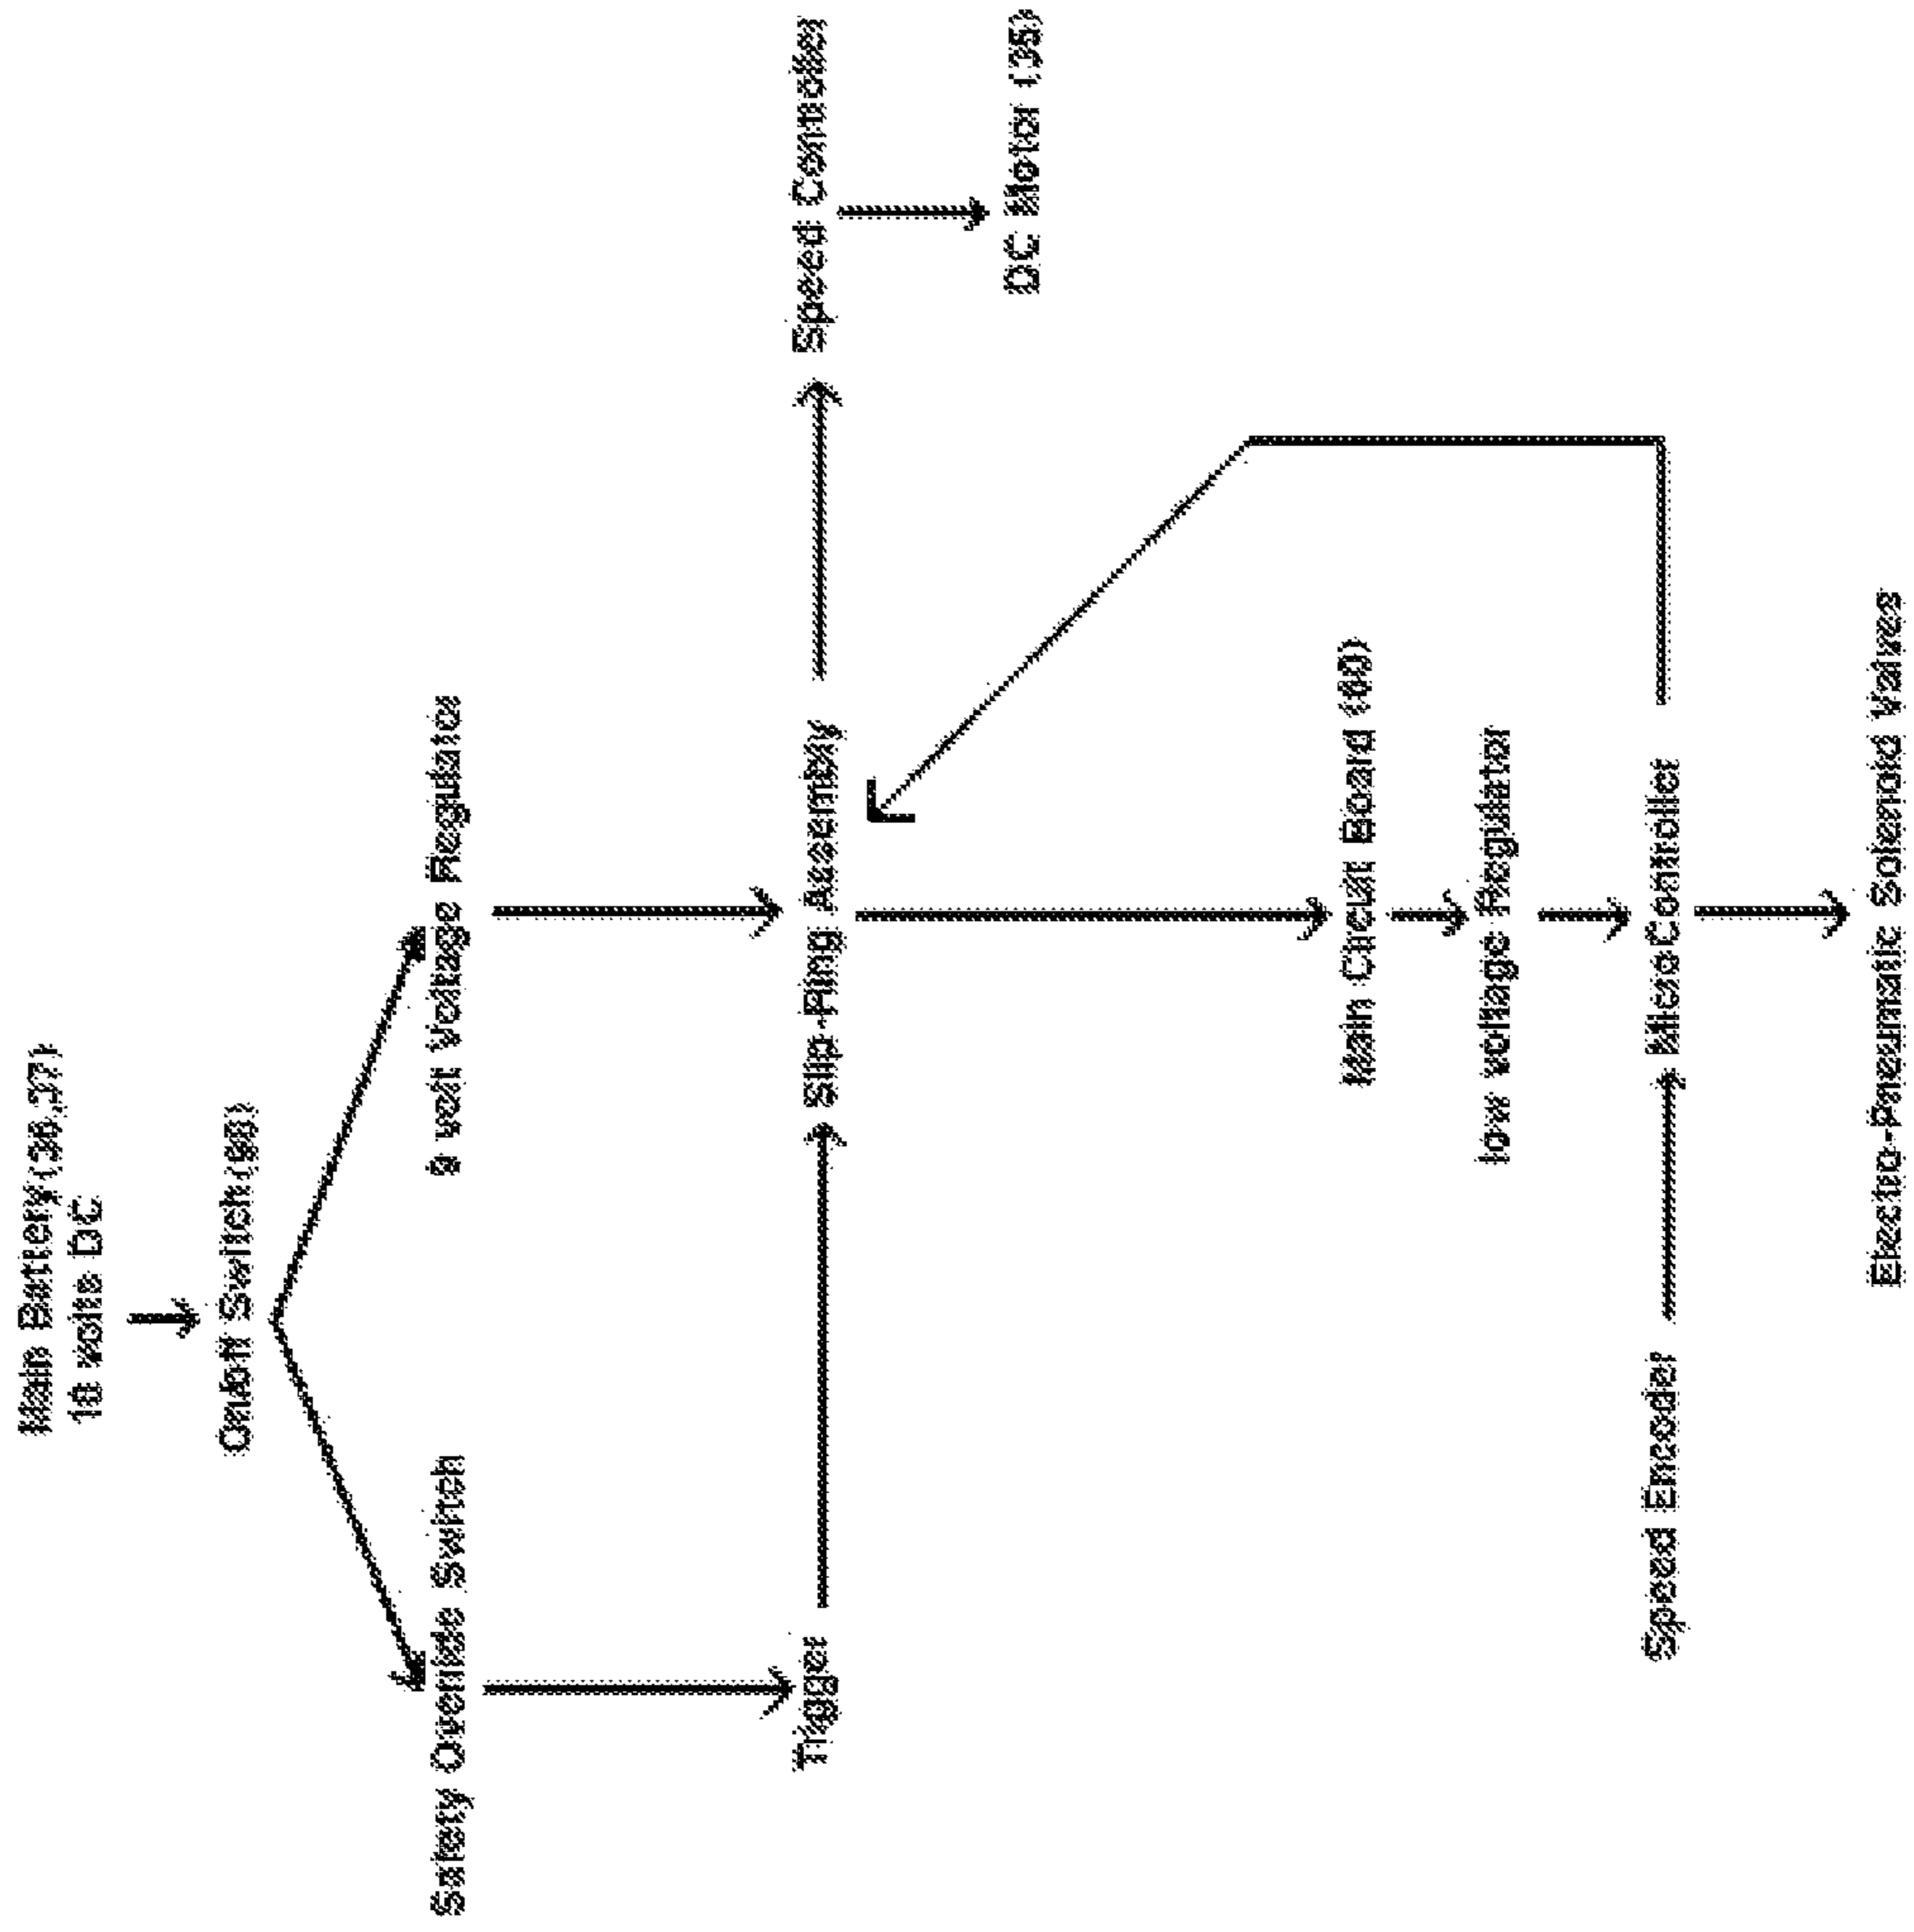 Main Battery(36,37)
18 volts DC
On/off Switch
Safety Override Switch
9 volt Voltage Regulator
Trigger
Slip-Ring Assembly
Speed Controller
DC Motor (35)
Main Circuit Board (60)
low voltage Regulator
Speed Encoder
MicroController
Electro-Pneumatic Solenoid Valves